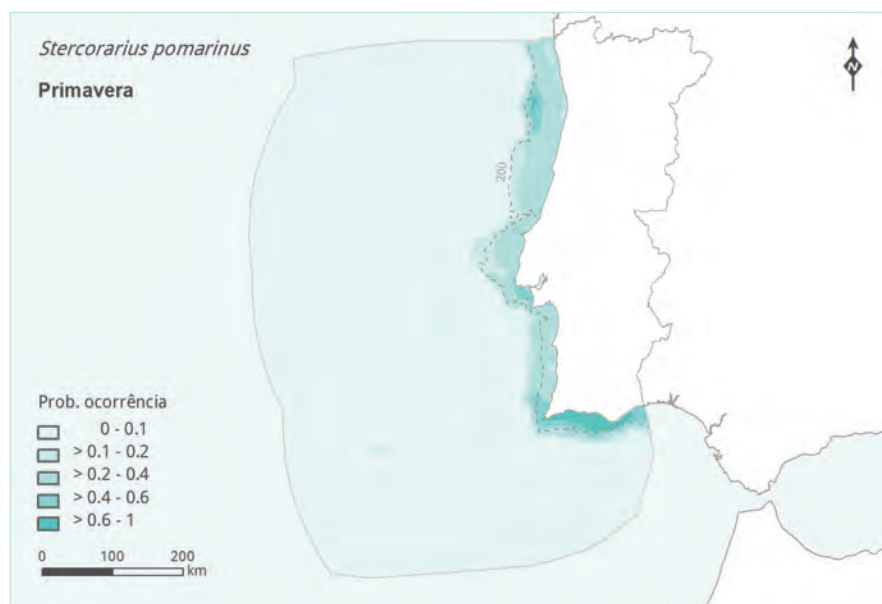 Stercorarius pomarinus
Primavera
N
200
Prob. ocorrência
0 - 0.1
> 0.1 - 0.2
> 0.2 - 0.4
> 0.4 - 0.6
> 0.6 - 1
0 100 200
km